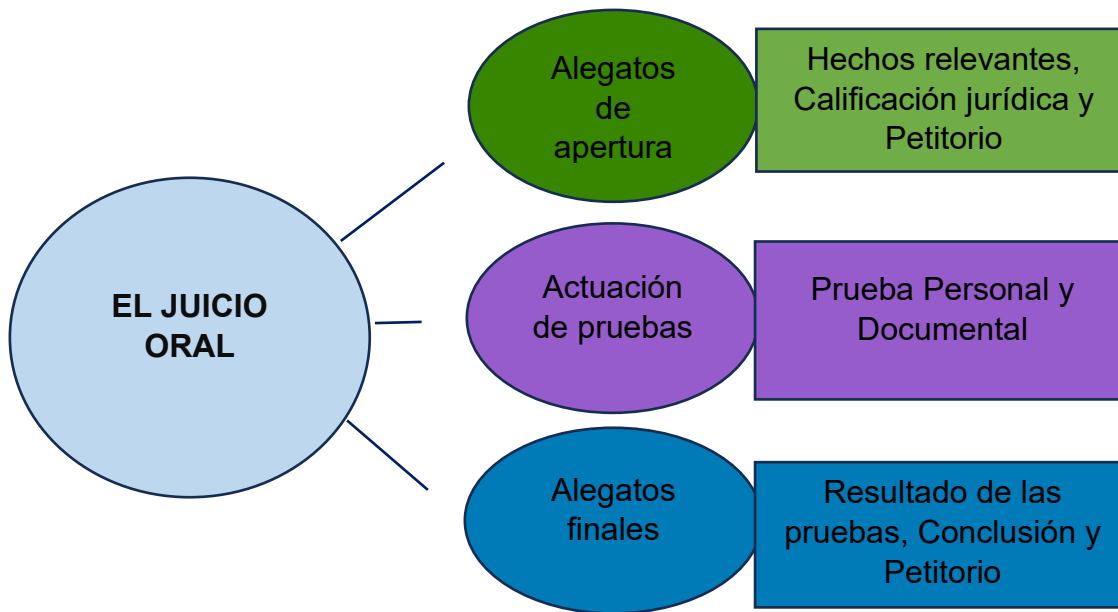 EL JUICIO
ORAL
Alegatos
de
apertura
Hechos relevantes,
Calificación jurídica y
Petitorio
Actuación
de pruebas
Prueba Personal y
Documental
Alegatos
finales
Resultado de las
pruebas, Conclusión y
Petitorio